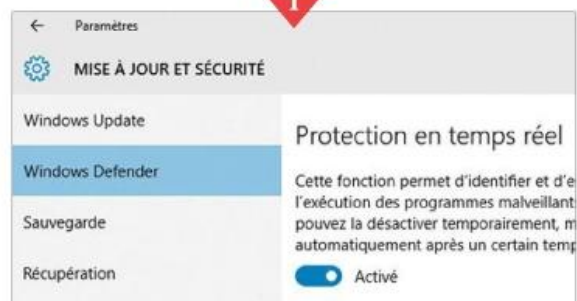 1
← Paramètres
MISE À JOUR ET SÉCURITÉ
Windows Update
Windows Defender
Sauvegarde
Récupération
Protection en temps réel
Cette fonction permet d'identifier et d'e
l'exécution des programmes malveillant
pouvez la désactiver temporairement, m
automatiquement après un certain temp
Activé